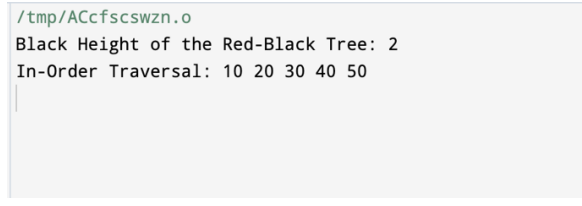 /tmp/ACcfscswzn.o
Black Height of the Red-Black Tree: 2
In-Order Traversal: 10 20 30 40 50